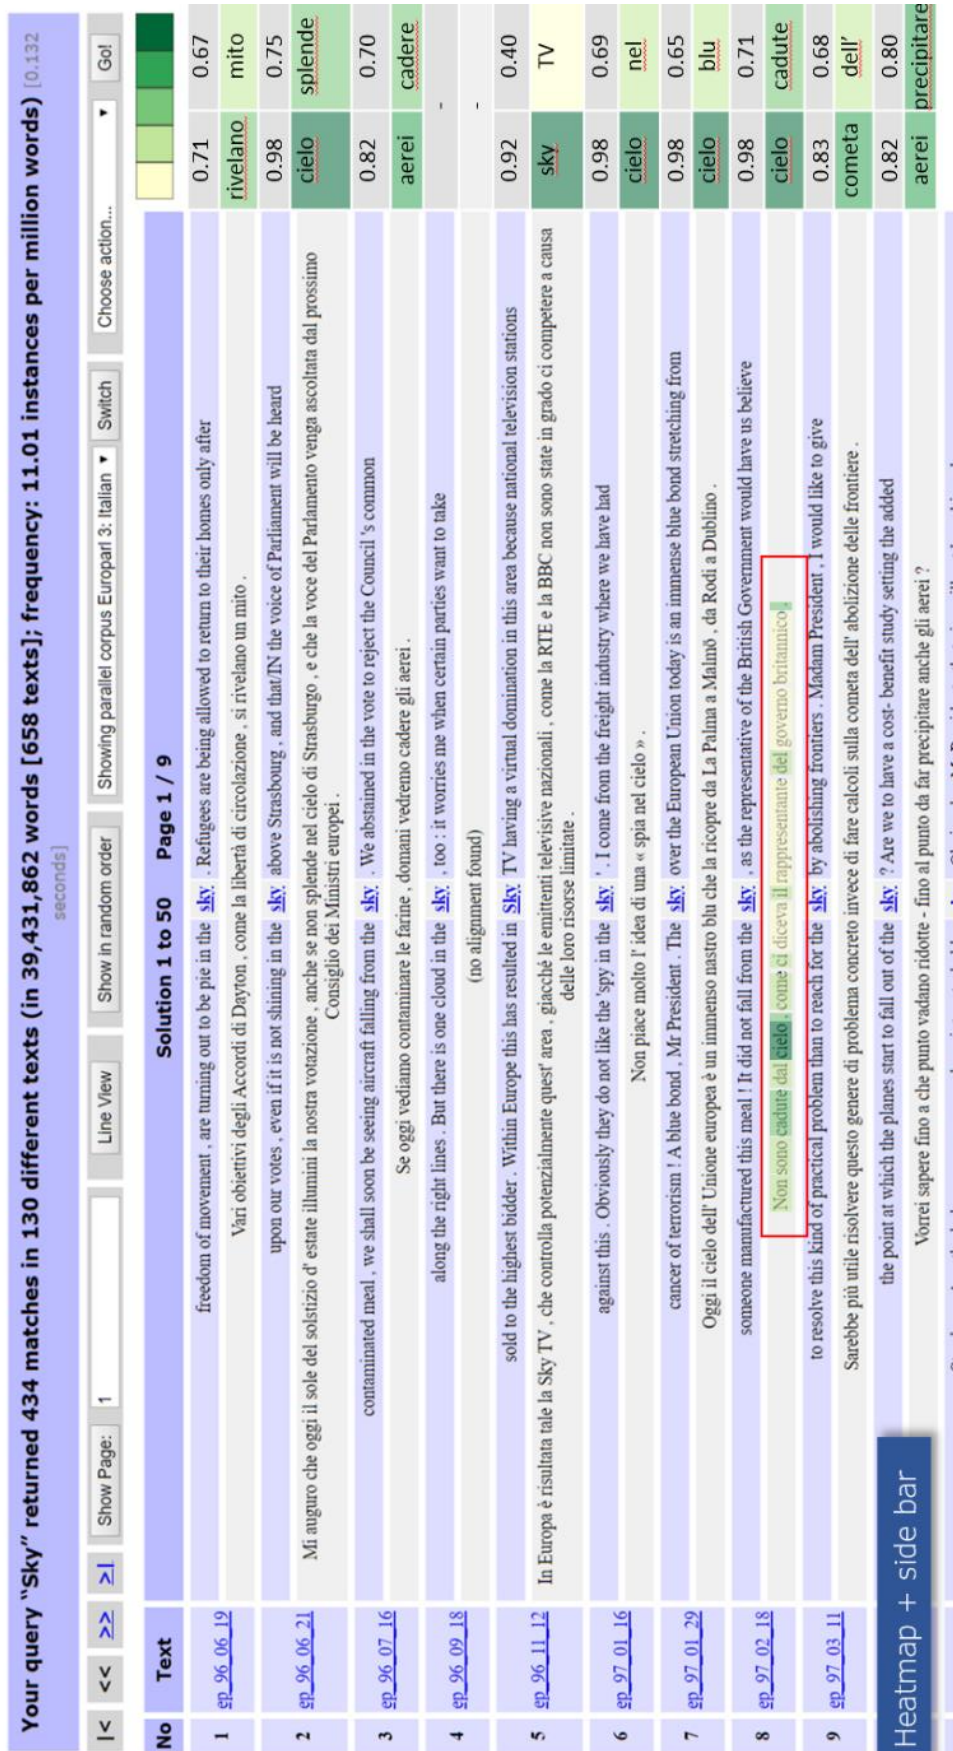 Your query “Sky” returned 434 matches in 130 different texts (in 39,431,862 words [658 texts]; frequency: 11.01 instances per million words) [0.132
seconds]
|< << >> >| Show Page: 1 Line View Show in random order Showing parallel corpus Europarl 3: Italian Switch Choose action... Go!
No Text Solution 1 to 50 Page 1 / 9
1 ep_96_06_19 freedom of movement , are turning out to be pie in the sky . Refugees are being allowed to return to their homes only after 0.71 0.67
Vari obiettivi degli Accordi di Dayton , come la libertà di circolazione , si rivelano un mito . rivelano mito
2 ep_96_06_21 upon our votes , even if it is not shining in the sky above Strasbourg , and that/IN the voice of Parliament will be heard 0.98 0.75
Mi auguro che oggi il sole del solstizio d' estate illumini la nostra votazione , anche se non splende nel cielo di Strasburgo , e che la voce del Parlamento venga ascoltata dal prossimo cielo splende
Consiglio dei Ministri europei .
3 ep_96_07_16 contaminated meal , we shall soon be seeing aircraft falling from the sky . We abstained in the vote to reject the Council 's common 0.82 0.70
Se oggi vediamo contaminare le farine , domani vedremo cadere gli aerei . aerei cadere
4 ep_96_09_18 along the right lines . But there is one cloud in the sky , too : it worries me when certain parties want to take -
(no alignment found) -
5 ep_96_11_12 sold to the highest bidder . Within Europe this has resulted in Sky TV having a virtual domination in this area because national television stations 0.92 0.40
In Europa è risultata tale la Sky TV , che controlla potenzialmente quest' area , giacché le emittenti televisive nazionali , come la RTE e la BBC non sono state in grado ci competere a causa sky TV
delle loro risorse limitate .
6 ep_97_01_16 against this . Obviously they do not like the 'spy in the sky ' . I come from the freight industry where we have had 0.98 0.69
Non piace molto l' idea di una « spia nel cielo » . cielo nel
7 ep_97_01_29 cancer of terrorism ! A blue bond , Mr President . The sky over the European Union today is an immense blue bond stretching from 0.98 0.65
Oggi il cielo dell' Unione europea è un immenso nastro blu che la ricopre da La Palma a Malmö , da Rodi a Dublino . cielo blu
8 ep_97_02_18 someone manufactured this meal ! It did not fall from the sky , as the representative of the British Government would have us believe 0.98 0.71
Non sono cadute dal cielo , come ci diceva il rappresentante del governo britannico . cielo cadute
9 ep_97_03_11 to resolve this kind of practical problem than to reach for the sky by abolishing frontiers . Madam President , I would like to give 0.83 0.68
Sarebbe più utile risolvere questo genere di problema concreto invece di fare calcoli sulla cometa dell' abolizione delle frontiere . cometa dell’
the point at which the planes start to fall out of the sky ? Are we to have a cost- benefit study setting the added 0.82 0.80
Vorrei sapere fino a che punto vadano ridotte - fino al punto da far precipitare anche gli aerei ? aerei precipitare
Heatmap + side bar